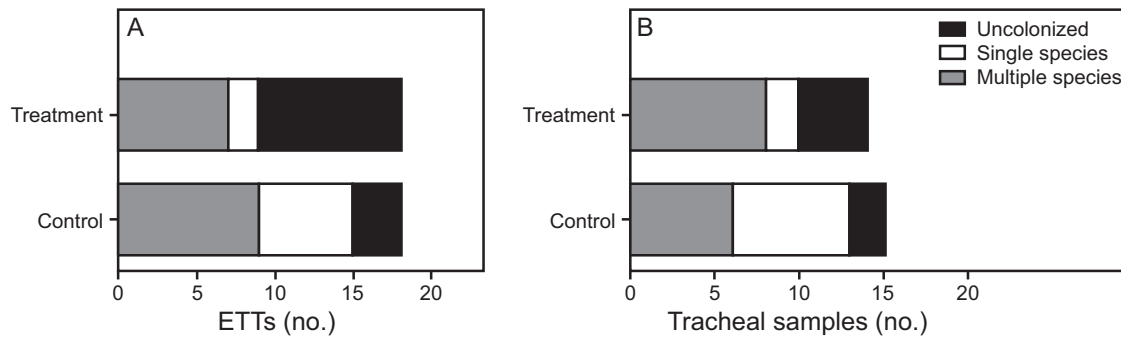 A
Treatment
Control
0 5 10 15 20
ETTs (no.)
B
Uncolonized
Single species
Multiple species
Treatment
Control
0 5 10 15 20
Tracheal samples (no.)